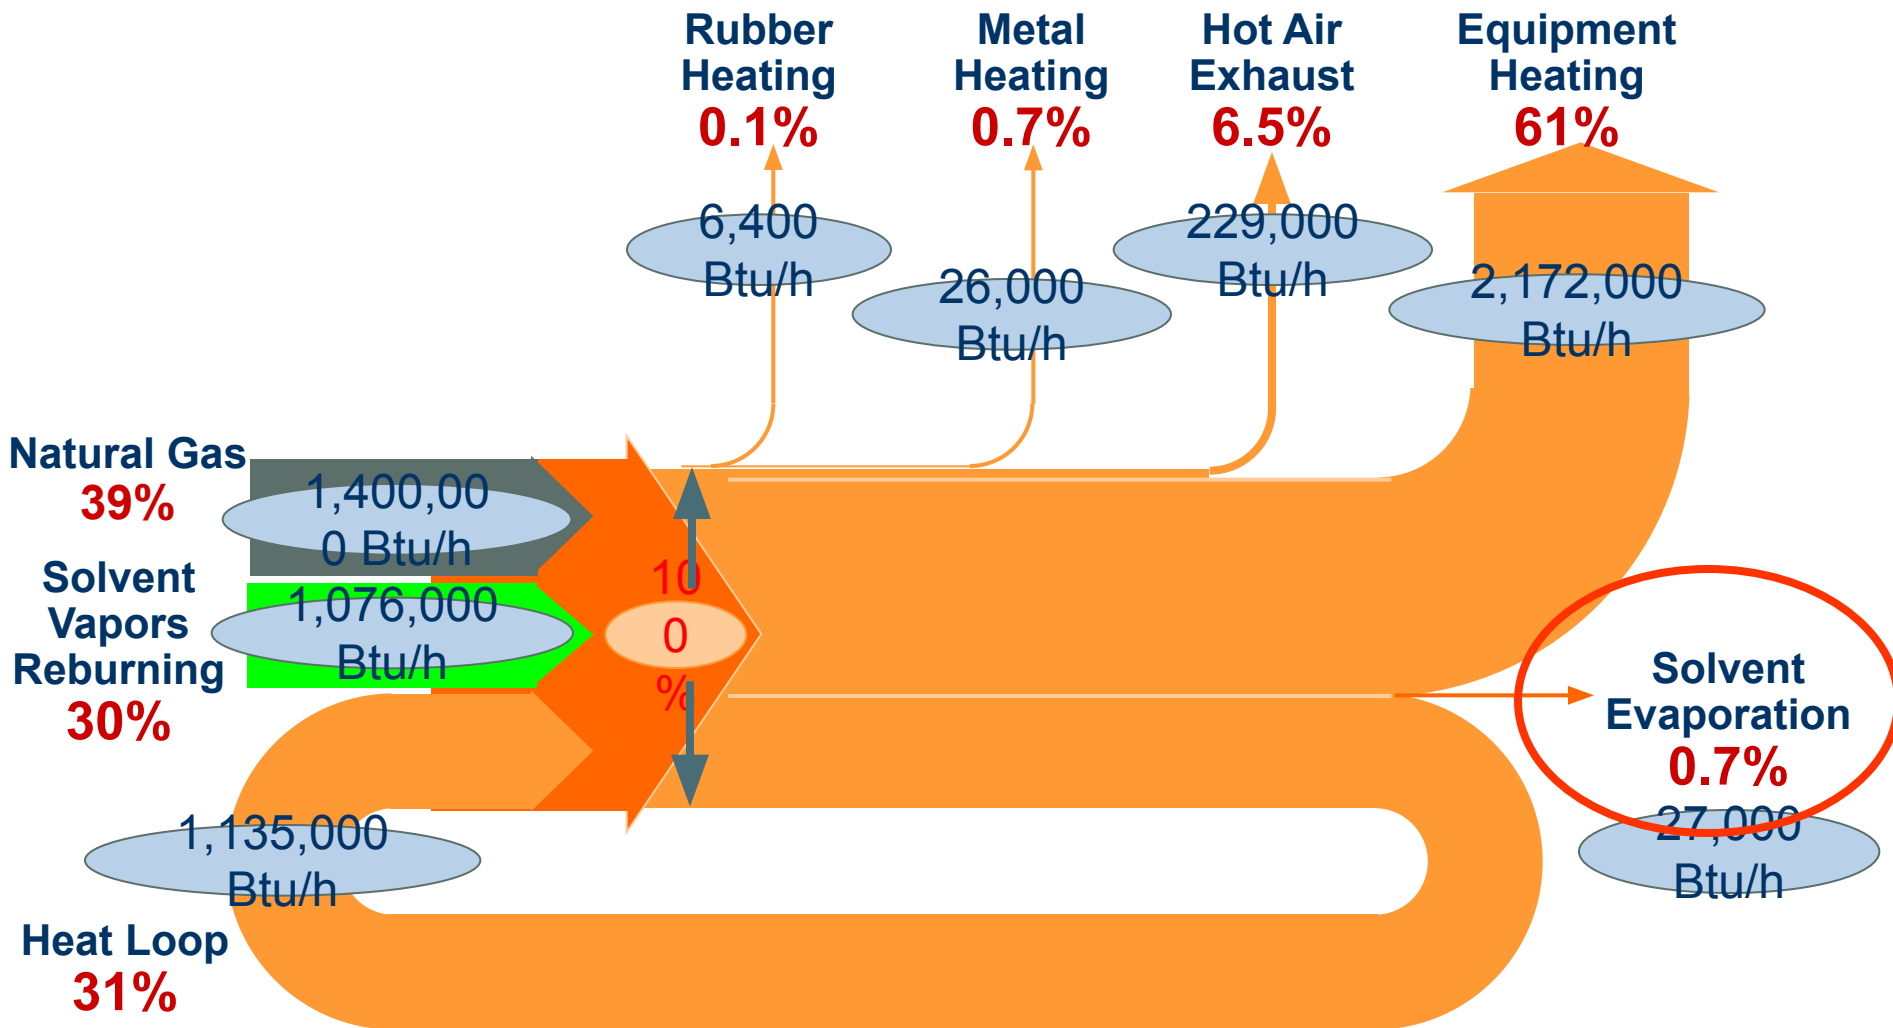 Rubber
Heating
0.1%
Metal
Heating
0.7%
Hot Air
Exhaust
6.5%
Equipment
Heating
61%
6,400
Btu/h
26,000
Btu/h
229,000
Btu/h
2,172,000
Btu/h
Natural Gas
39%
1,400,00
0 Btu/h
Solvent
Vapors
Reburning
30%
1,076,000
Btu/h
10
0
%
Solvent
Evaporation
0.7%
27,000
Btu/h
1,135,000
Btu/h
Heat Loop
31%